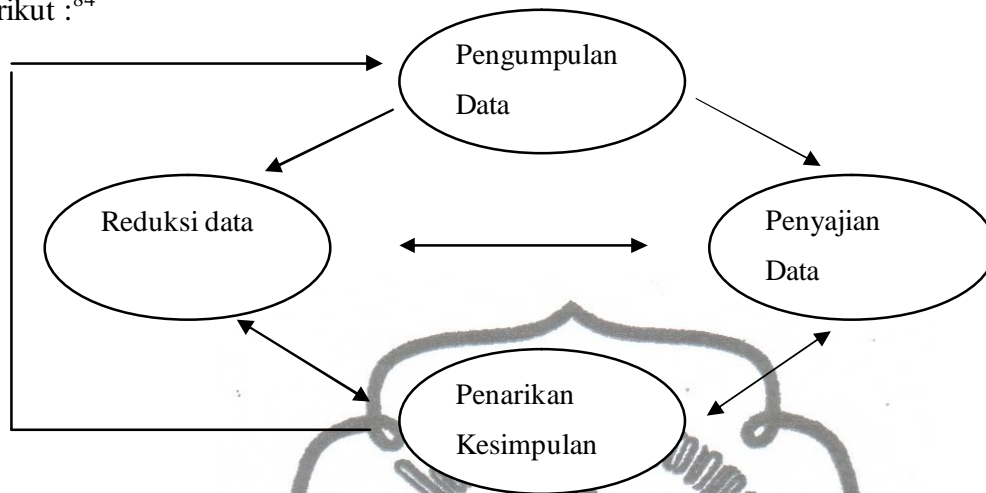 rikut :84
Pengumpulan
Data
Reduksi data
Penyajian
Data
Penarikan
Kesimpulan